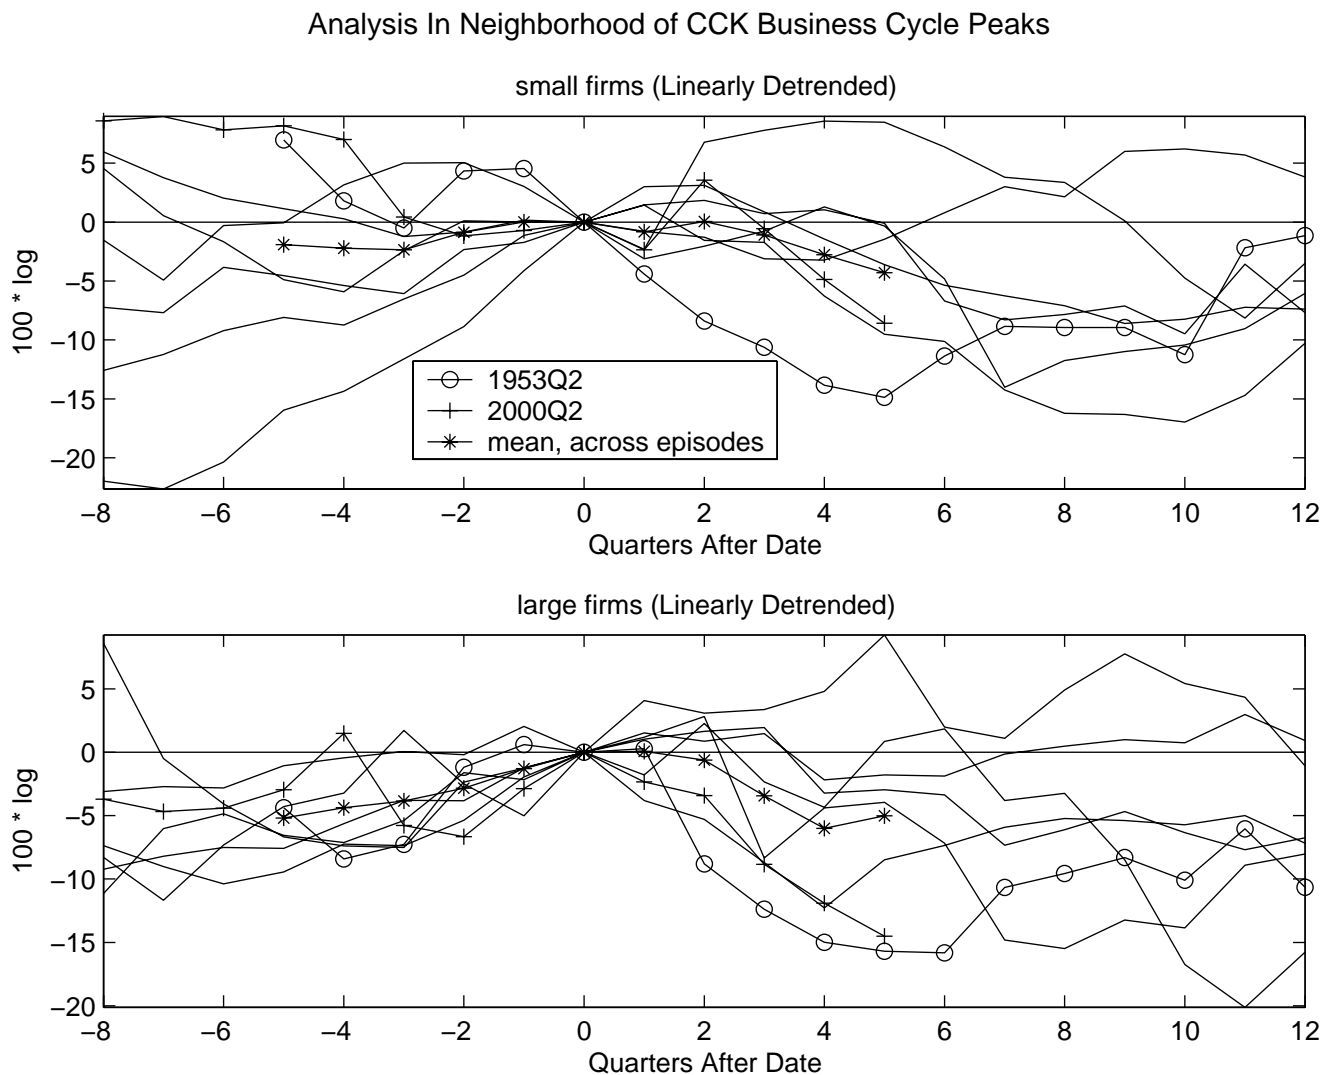 Analysis In Neighborhood of CCK Business Cycle Peaks
small firms (Linearly Detrended)
5
0
−5
−10
−15
−20
100 * log
1953Q2
2000Q2
mean, across episodes
−8 −6 −4 −2 0 2 4 6 8 10 12
Quarters After Date
large firms (Linearly Detrended)
5
0
−5
−10
−15
−20
100 * log
−8 −6 −4 −2 0 2 4 6 8 10 12
Quarters After Date